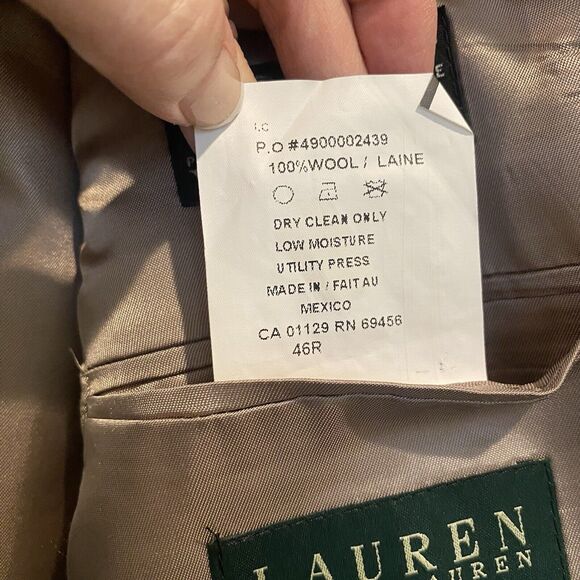 P.O #4900002439
100%WOOL/ LAINE
DRY CLEAN ONLY
LOW MOISTURE
UTILITY PRESS
MADE IN / FAIT AU
MEXICO
CA 01129 RN 69456
46R
LAUREN
LAUREN